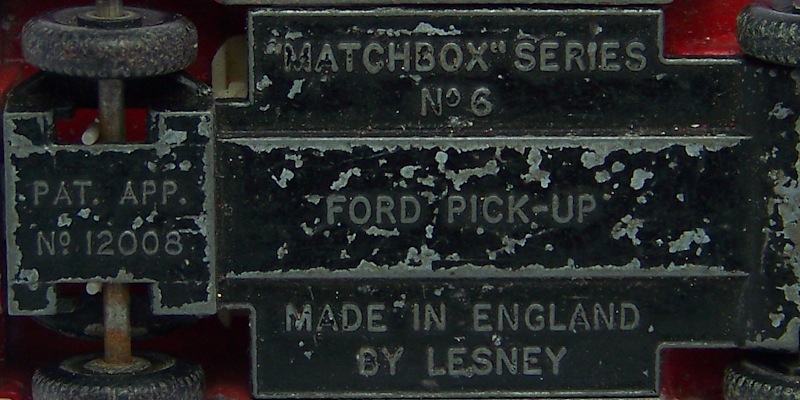 "MATCHBOX" SERIES
Nº 6
PAT. APP.
Nº 12008
FORD PICK-UP
MADE IN ENGLAND
BY LESNEY